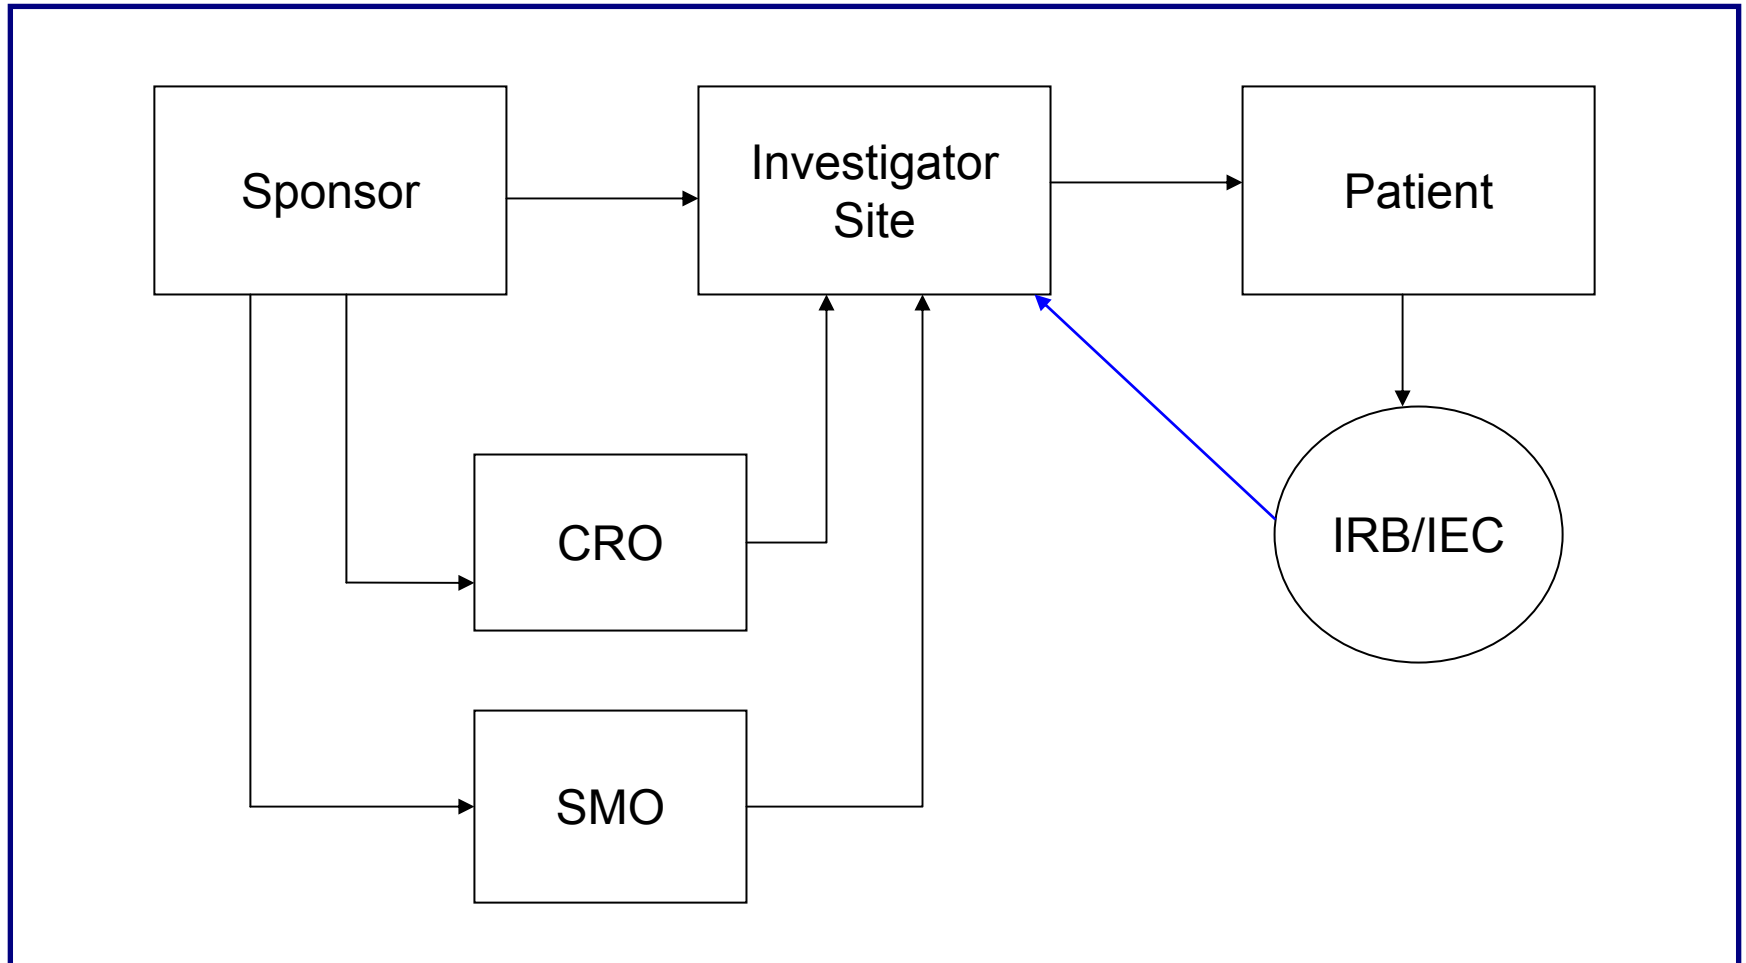 Sponsor
Investigator
Site
Patient
CRO
IRB/IEC
SMO